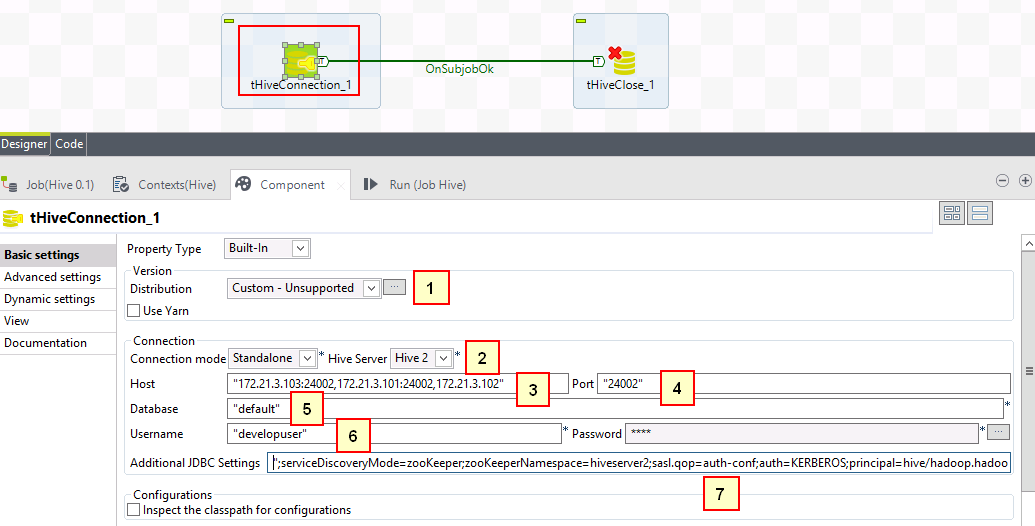 OnSubjobOk
tHiveConnection_1
tHiveClose_1
Designer Code
Job(Hive 0.1) Contexts(Hive) Component Run (Job Hive)
tHiveConnection_1
Basic settings
Advanced settings
Dynamic settings
View
Documentation
Property Type Built-In
Version
Distribution Custom - Unsupported ... 1
Use Yarn
Connection
Connection mode Standalone * Hive Server Hive 2 * 2
Host "172.21.3.103:24002,172.21.3.101:24002,172.21.3.102" 3 Port "24002" 4
Database "default" 5 *
Username "developuser" 6 * Password **** * ...
Additional JDBC Settings ";serviceDiscoveryMode=zooKeeper;zooKeeperNamespace=hiveserver2;sasl.qop=auth-conf;auth=KERBEROS;principal=hive/hadoop.hadoo
7
Configurations
Inspect the classpath for configurations